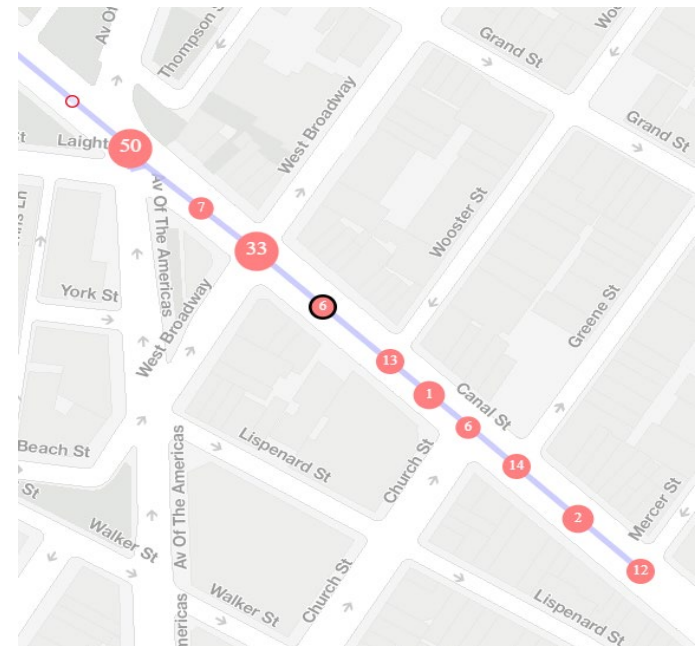 Av Of
Thompson S
Grand St
Wo
West Broadway
Grand St
St
Laight
50
Av Of The Americas
7
Wooster St
33
West Broadway
York St
6
Greene St
13
1
Canal St
6
Av Of The Americas
Lispenard St
Church St
14
Beach St
2
Mercer St
St
Walker St
12
Walker St
Church St
Lispenard St
mericas